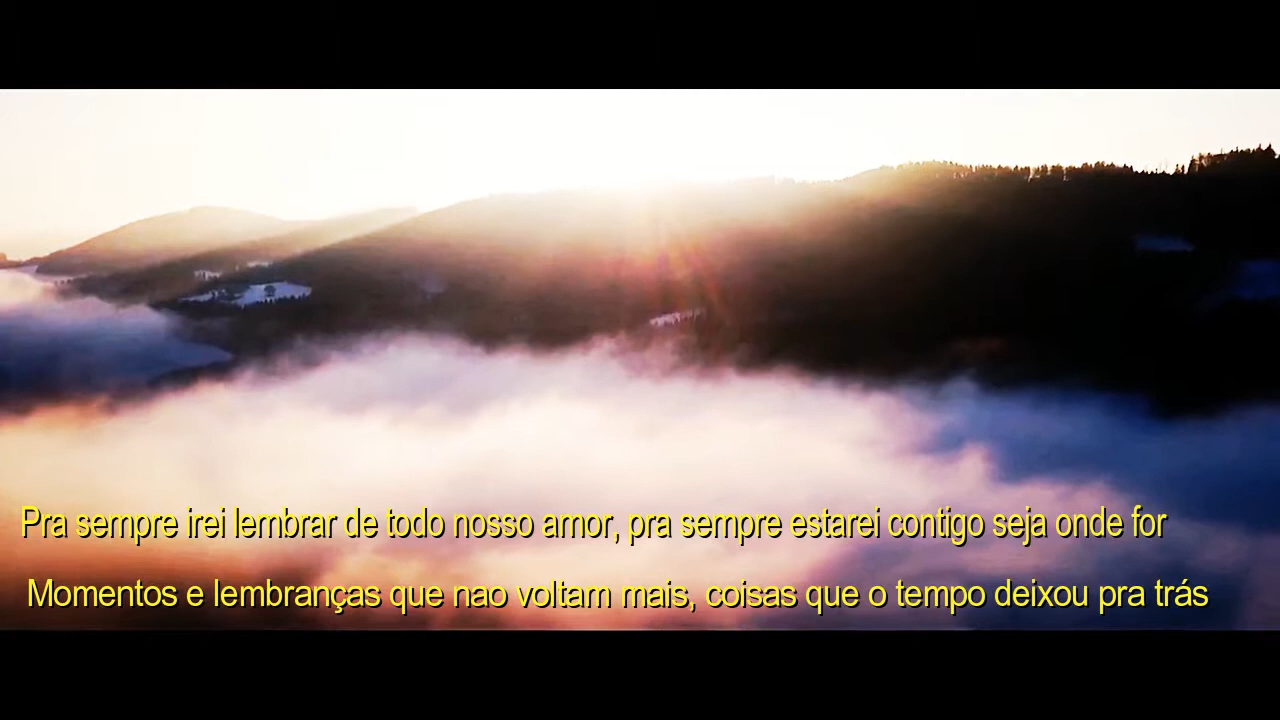 Pra sempre irei lembrar de todo nosso amor, pra sempre estarei contigo seja onde for
Momentos e lembranças que nao voltam mais, coisas que o tempo deixou pra trás